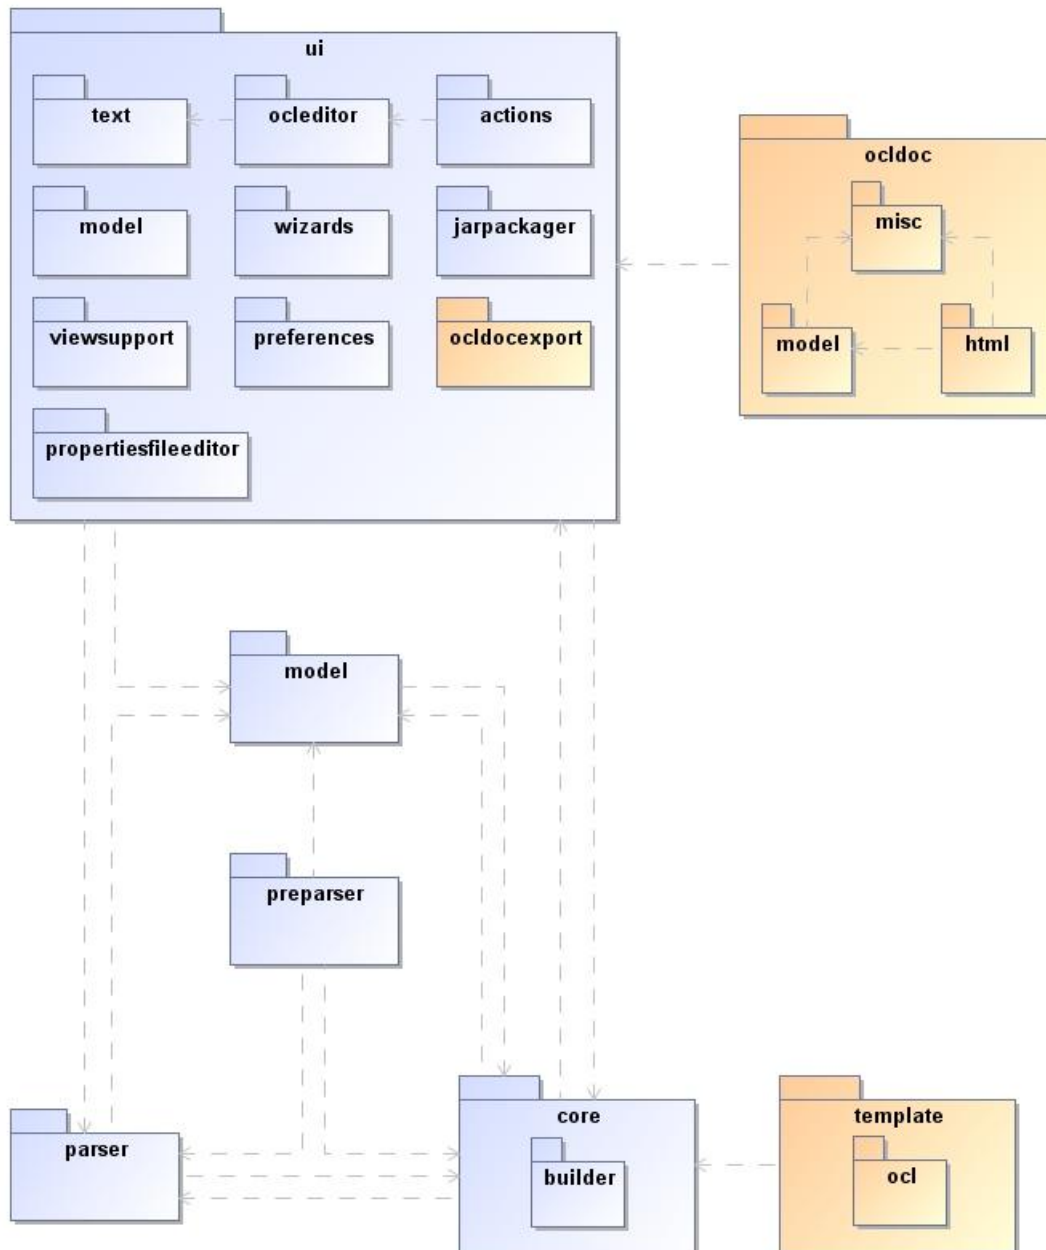 ui
text
ocleditor
actions
model
wizards
jarpackager
viewsupport
preferences
ocldocexport
propertiesfileeditor
ocldoc
misc
model
html
model
preparser
parser
core
builder
template
ocl